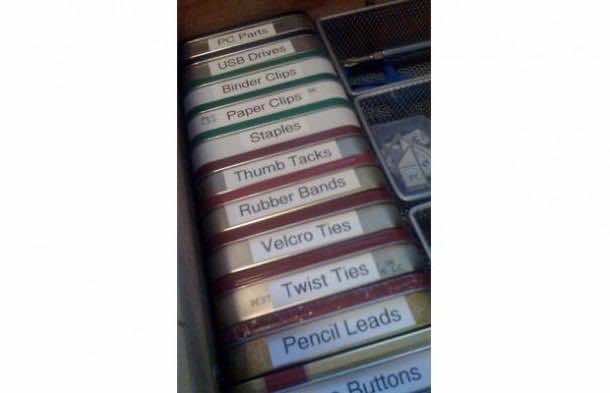 PC Parts
USB Drives
Binder Clips
Paper Clips
Staples
Thumb Tacks
Rubber Bands
Velcro Ties
Twist Ties
Pencil Leads
Buttons